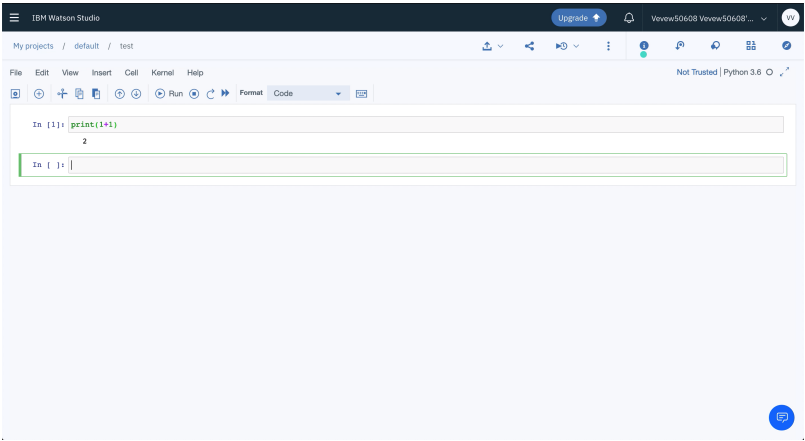 IBM Watson Studio
Upgrade
Vevew50608 Vevew50608'...
VV
My projects / default / test
File Edit View Insert Cell Kernel Help
Not Trusted | Python 3.6
Run
Format
Code
In [1]: print(1+1)
2
In [ ]: